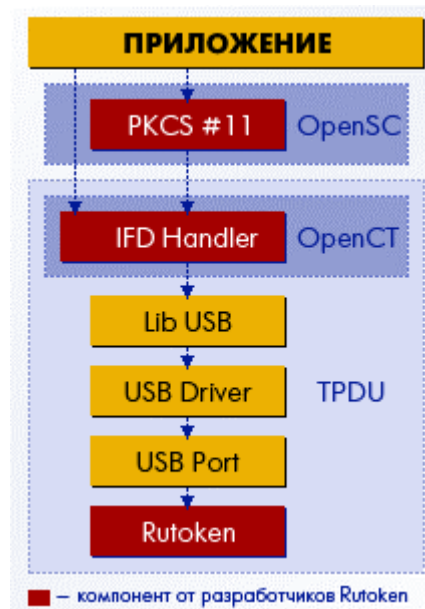 ПРИЛОЖЕНИЕ
PKCS #11 OpenSC
IFD Handler OpenCT
Lib USB
USB Driver TPDU
USB Port
Rutoken
– компонент от разработчиков Rutoken